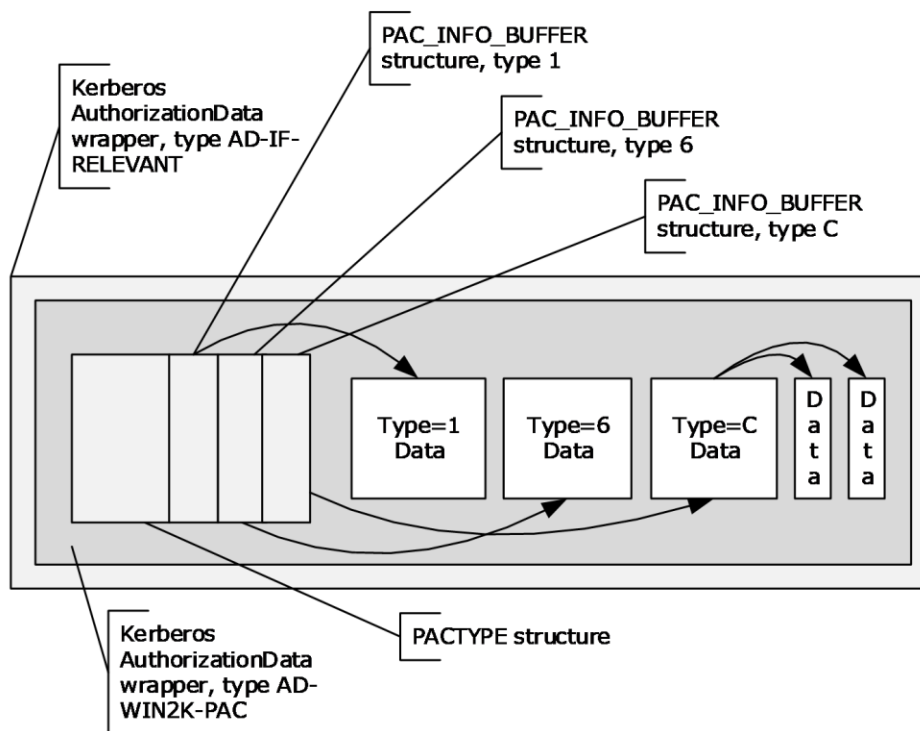 PAC_INFO_BUFFER
structure, type 1
Kerberos
AuthorizationData
wrapper, type AD-IF-
RELEVANT
PAC_INFO_BUFFER
structure, type 6
PAC_INFO_BUFFER
structure, type C
Type=1
Data
Type=6
Data
Type=C
Data
D
a
t
a
D
a
t
a
Kerberos
AuthorizationData
wrapper, type AD-
WIN2K-PAC
PACTYPE structure